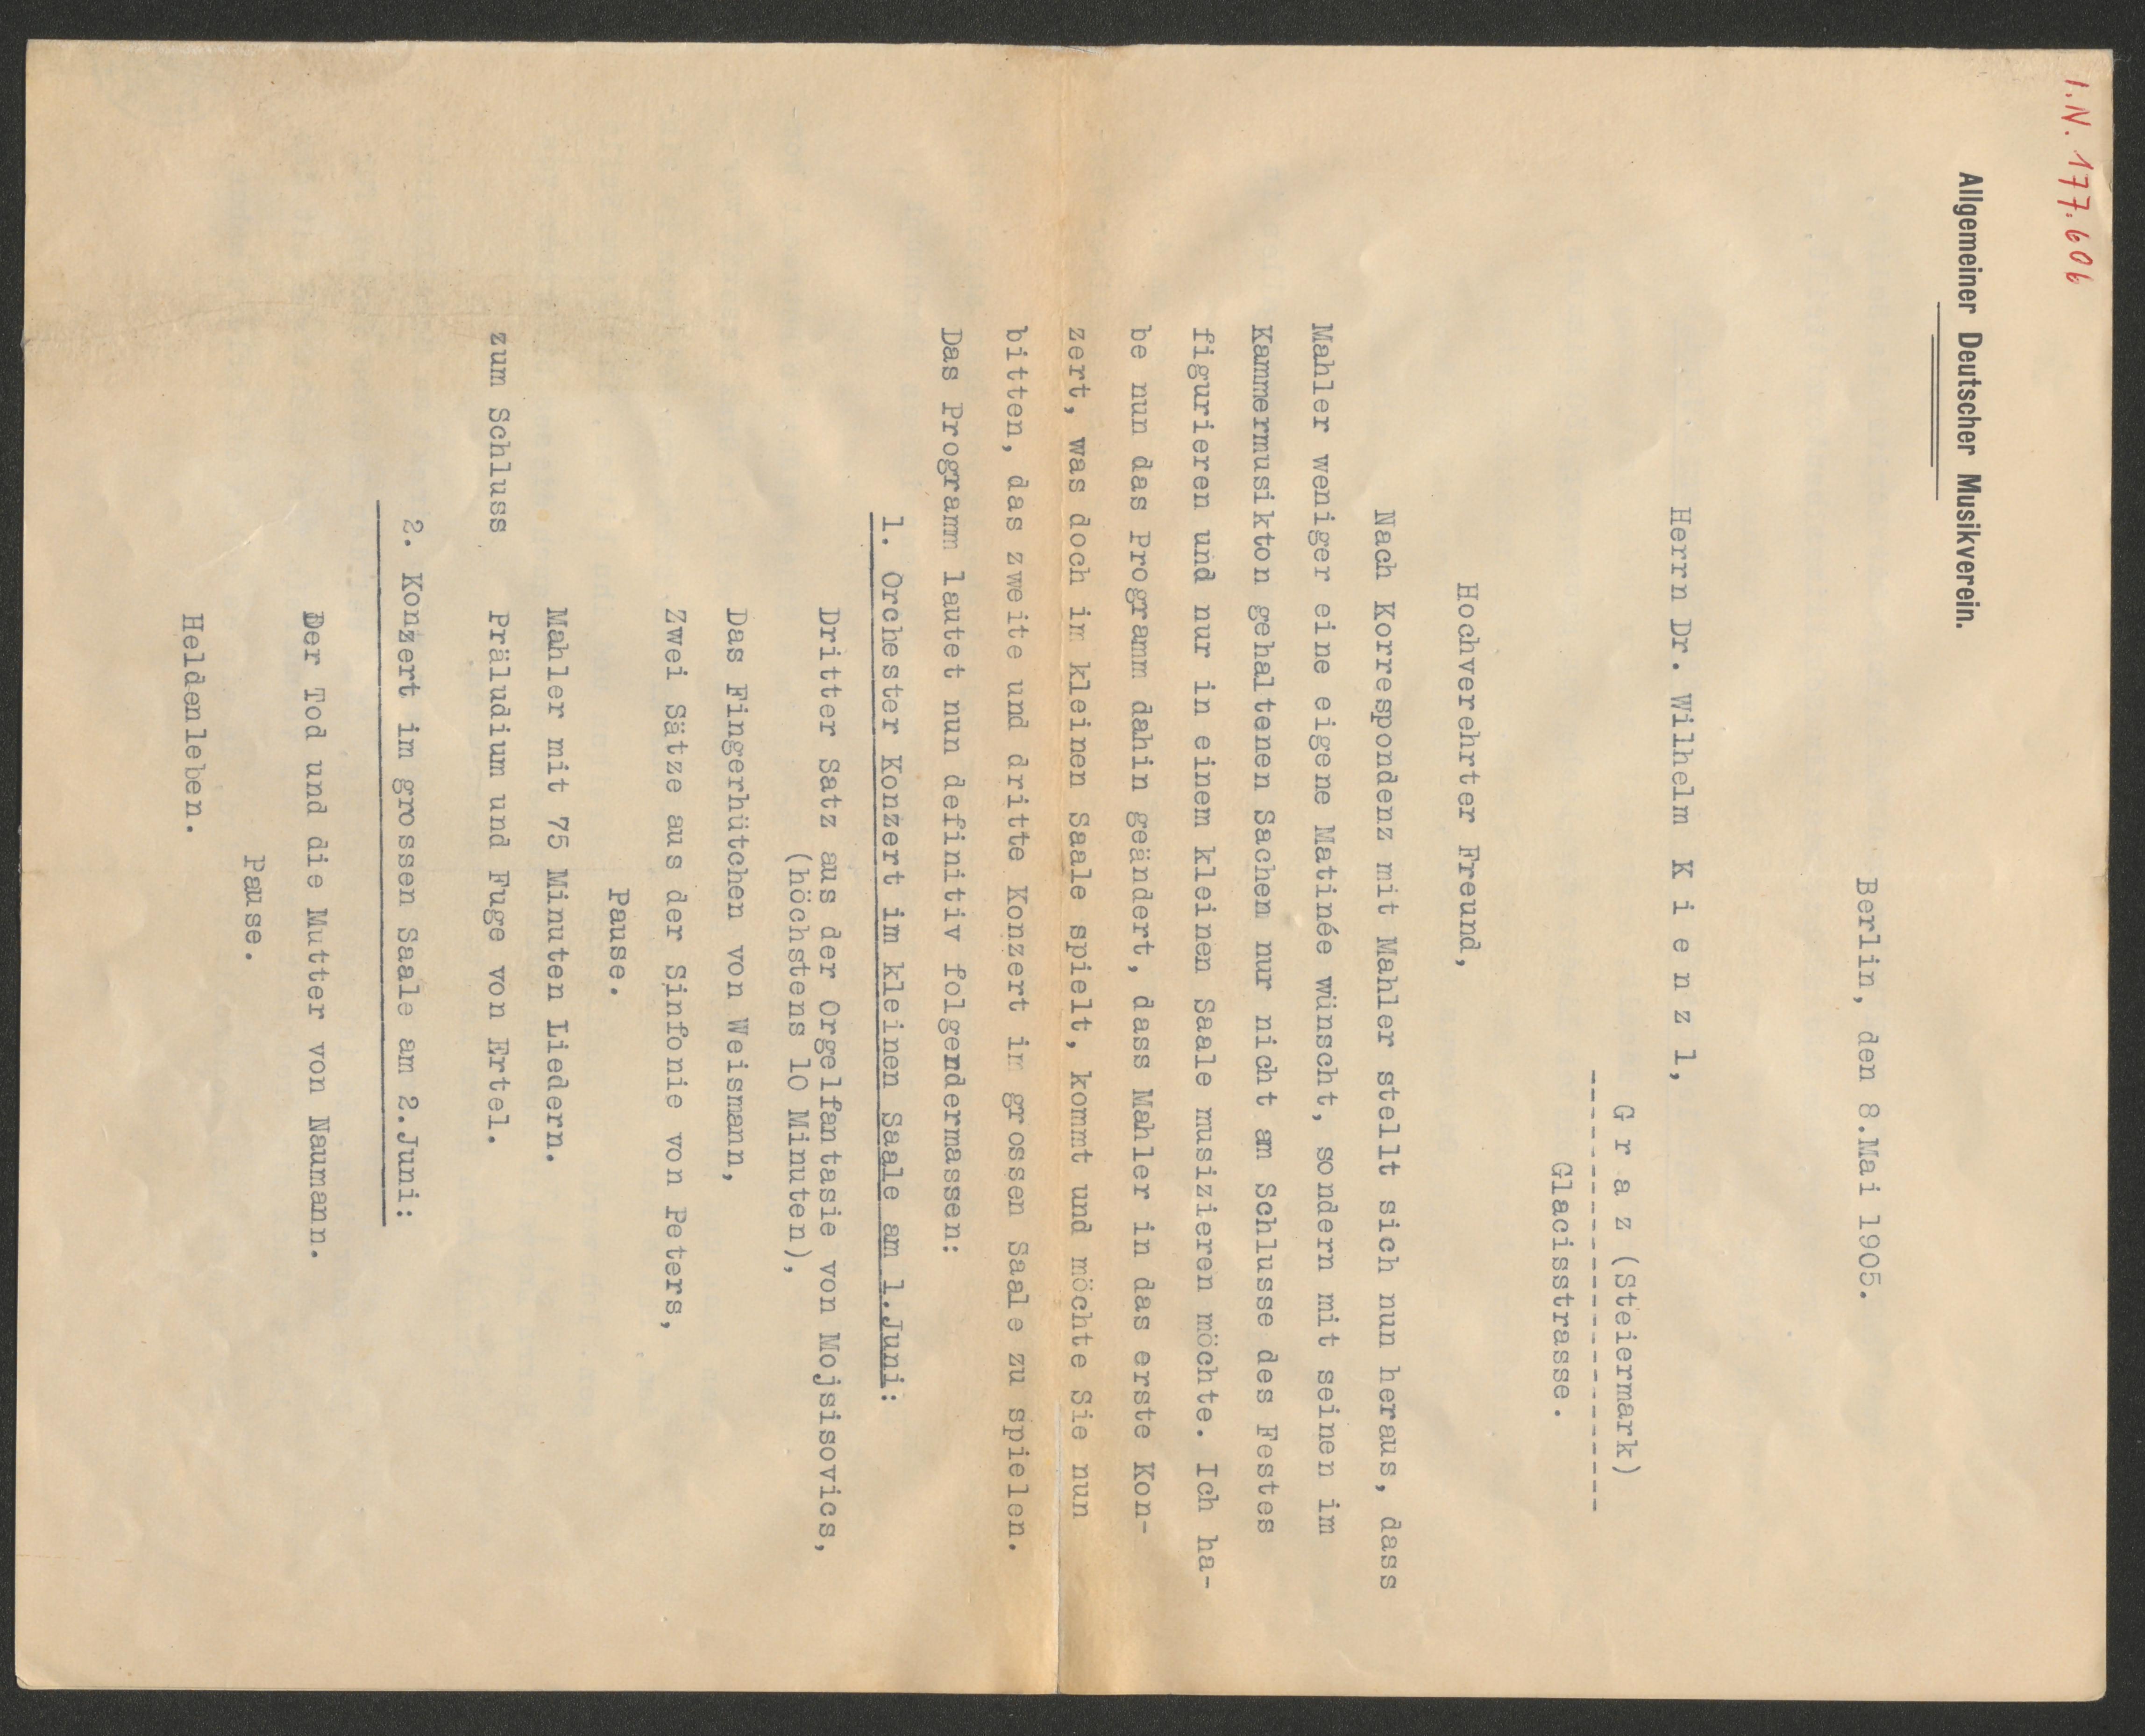 I.N. 177.606
Allgemeiner Deutscher Musikverein.
Berlin, den 8.Mai 1905.
Herrn Dr. Wilhelm K i e n z l,
G r a z (Steiermark)
Glacisstrasse.
Hochverehrter Freund,
Nach Korrespondenz mit Mahler stellt sich nun heraus, dass
Mahler weniger eine eigene Matinée wünscht, sondern mit seinen im
Kammermusikton gehaltenen Sachen nur nicht am Schlusse des Festes
figurieren und nur in einem kleinen Saale musizieren möchte. Ich ha-
be nun das Programm dahin geändert, dass Mahler in das erste Kon-
zert, was doch im kleinen Saale spielt, kommt und möchte Sie nun
bitten, das zweite und dritte Konzert im grossen Saale zu spielen.
Das Programm lautet nun definitiv folgendermassen:
1. Orchester Konzert im kleinen Saale am 1.Juni:
Dritter Satz aus der Orgelfantasie von Mojsisovics,
(höchstens 10 Minuten),
Das Fingerhütchen von Weismann,
Zwei Sätze aus der Sinfonie von Peters,
Pause.
Mahler mit 75 Minuten Liedern.
zum Schluss Präludium und Fuge von Ertel.
2. Konzert im grossen Saale am 2.Juni:
Der Tod und die Mutter von Naumann.
Pause.
Heldenleben.